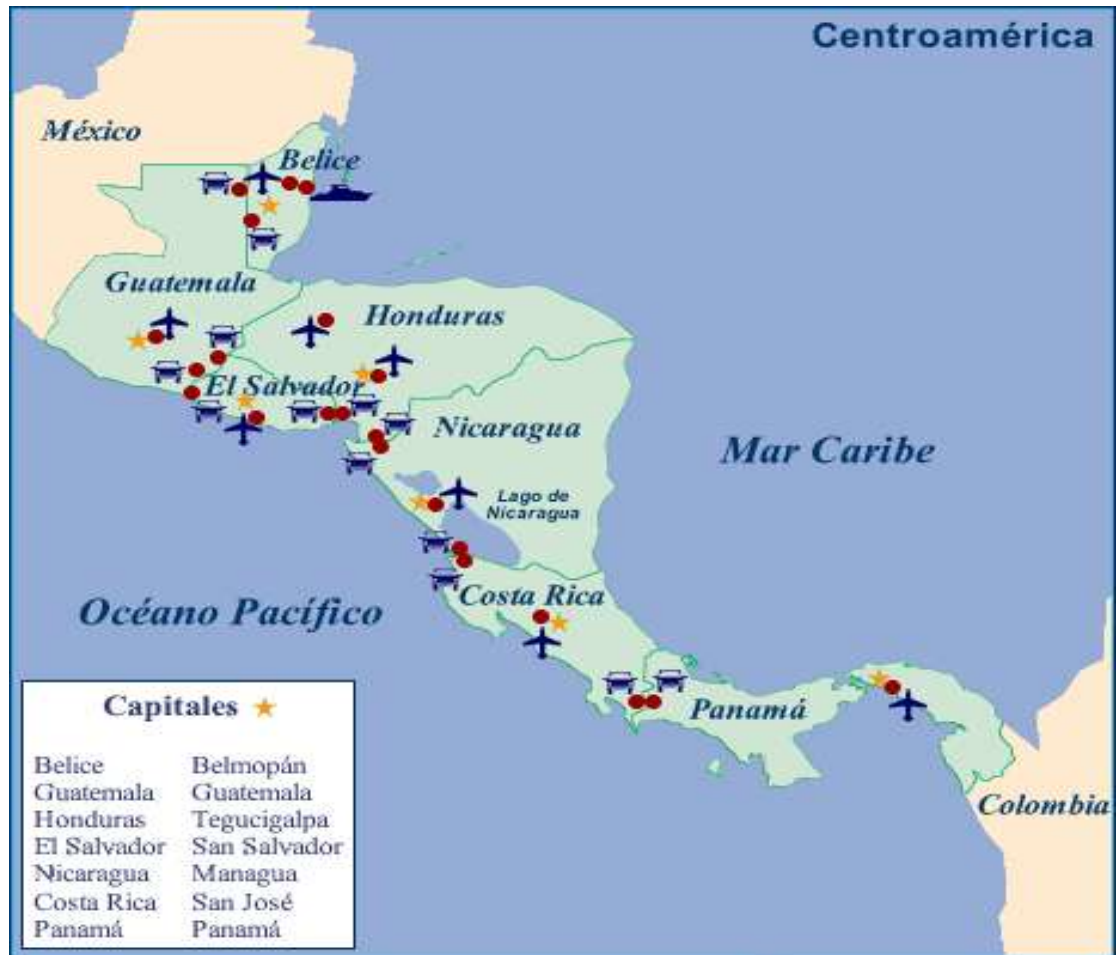 Centroamérica
México
Belice
Guatemala
Honduras
El Salvador
Nicaragua
Mar Caribe
Lago de
Nicaragua
Costa Rica
Océano Pacífico
Panamá
Colombia
Capitales
Belice Belmopán
Guatemala Guatemala
Honduras Tegucigalpa
El Salvador San Salvador
Nicaragua Managua
Costa Rica San José
Panamá Panamá